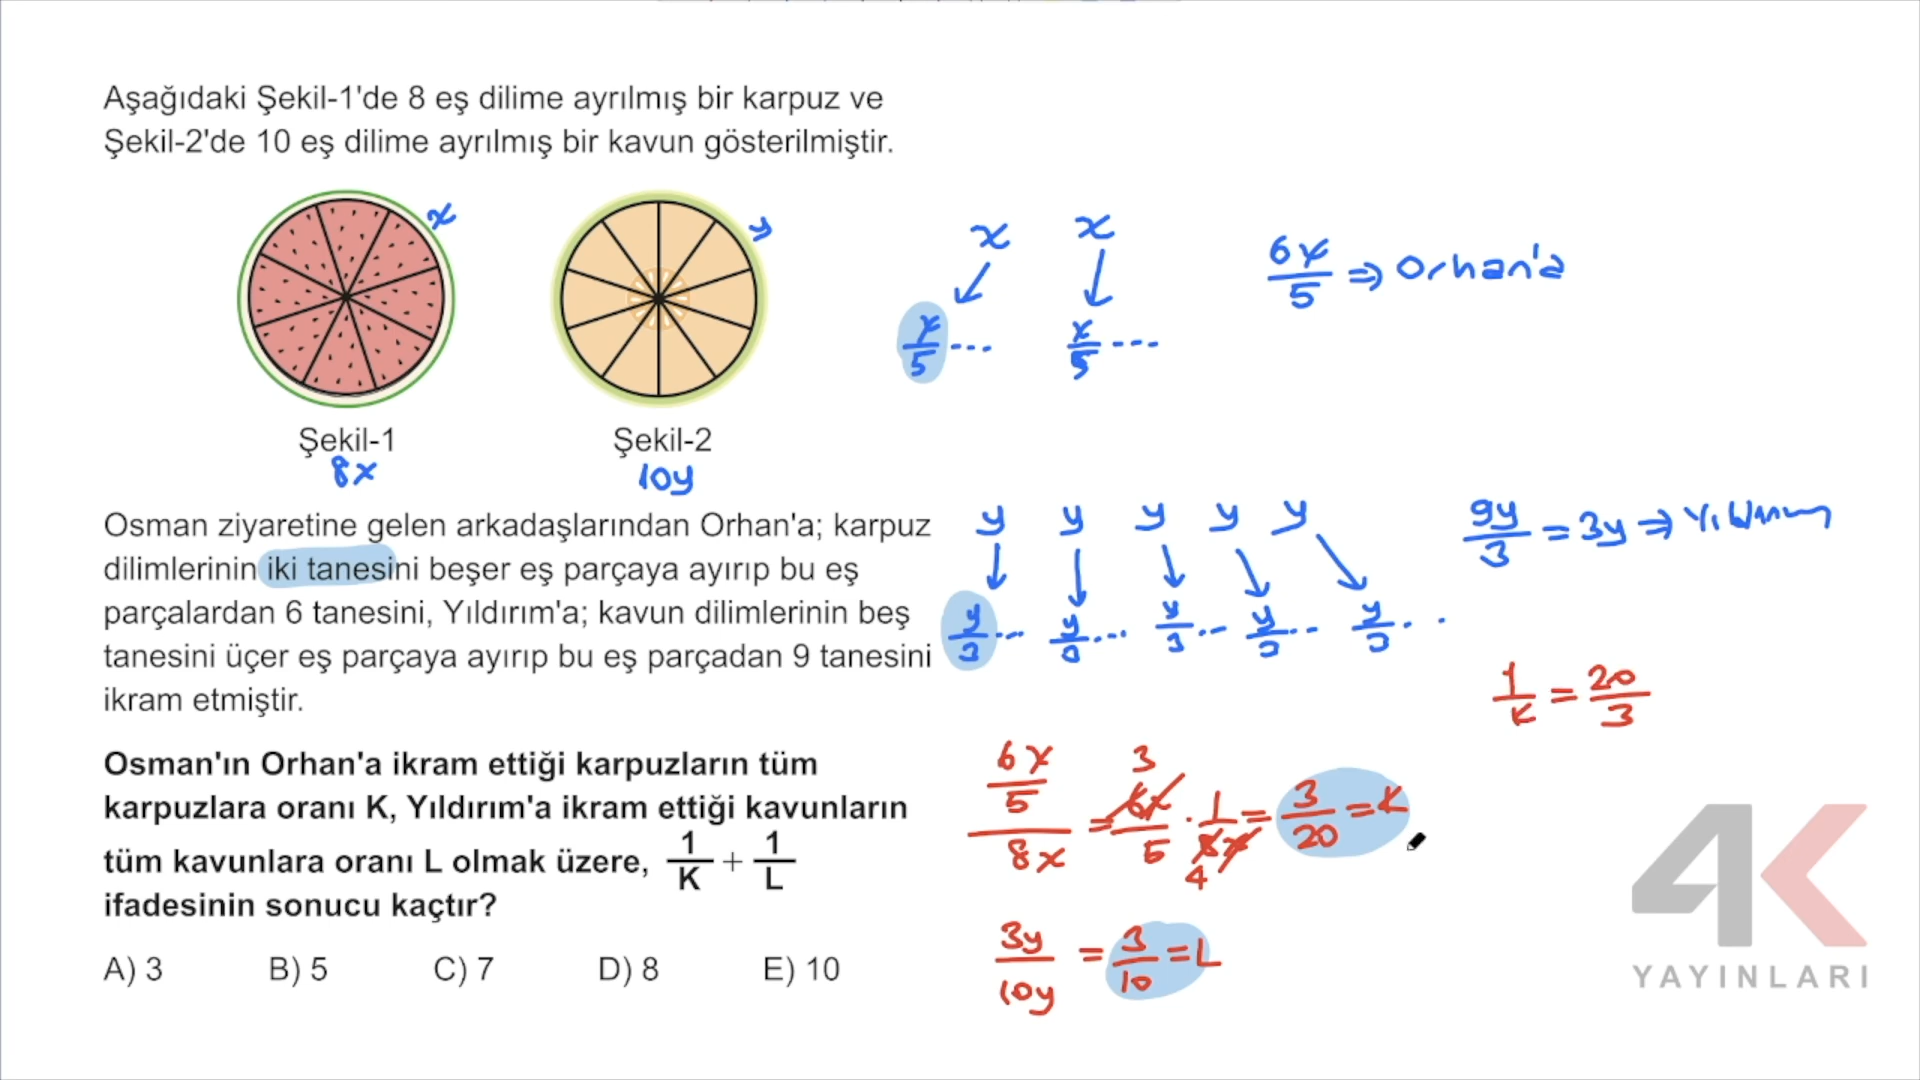 Aşağıdaki Şekil-1'de 8 eş dilime ayrılmış bir karpuz ve
Şekil-2'de 10 eş dilime ayrılmış bir kavun gösterilmiştir.
x
y
Şekil-1
Şekil-2
8x
10y
x x
x/5 ... x/5 ...
6x/5 ⇒ Orhan'a
Osman ziyaretine gelen arkadaşlarından Orhan'a; karpuz
dilimlerinin iki tanesini beşer eş parçaya ayırıp bu eş
parçalardan 6 tanesini, Yıldırım'a; kavun dilimlerinin beş
tanesini üçer eş parçaya ayırıp bu eş parçadan 9 tanesini
ikram etmiştir.
y y y y y
y/3 ... y/3 ... y/3 ... y/3 ... y/3 ...
9y/3 = 3y ⇒ Yıldırım
Osman'ın Orhan'a ikram ettiği karpuzların tüm
karpuzlara oranı K, Yıldırım'a ikram ettiği kavunların
tüm kavunlara oranı L olmak üzere, 1/K + 1/L
ifadesinin sonucu kaçtır?
A) 3 B) 5 C) 7 D) 8 E) 10
1/K = 20/3
6x/5 / 8x = 6x/5 · 1/8x = 3/20 = K
3
4
3y/10y = 3/10 = L
4K
YAYINLARI